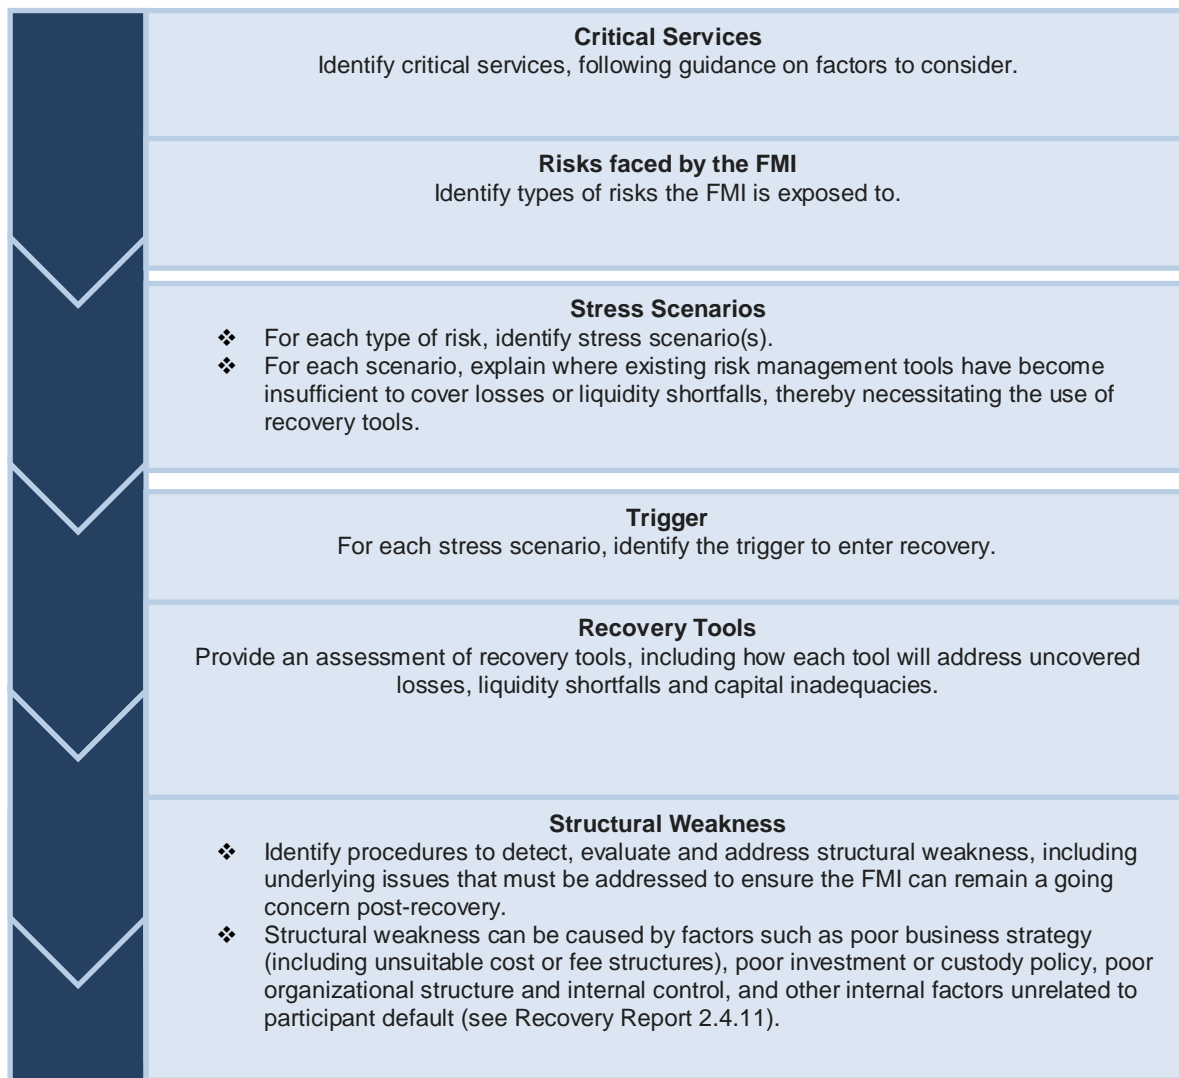 Critical Services
Identify critical services, following guidance on factors to consider.
Risks faced by the FMI
Identify types of risks the FMI is exposed to.
Stress Scenarios
❖ For each type of risk, identify stress scenario(s).
❖ For each scenario, explain where existing risk management tools have become
insufficient to cover losses or liquidity shortfalls, thereby necessitating the use of
recovery tools.
Trigger
For each stress scenario, identify the trigger to enter recovery.
Recovery Tools
Provide an assessment of recovery tools, including how each tool will address uncovered
losses, liquidity shortfalls and capital inadequacies.
Structural Weakness
❖ Identify procedures to detect, evaluate and address structural weakness, including
underlying issues that must be addressed to ensure the FMI can remain a going
concern post-recovery.
❖ Structural weakness can be caused by factors such as poor business strategy
(including unsuitable cost or fee structures), poor investment or custody policy, poor
organizational structure and internal control, and other internal factors unrelated to
participant default (see Recovery Report 2.4.11).